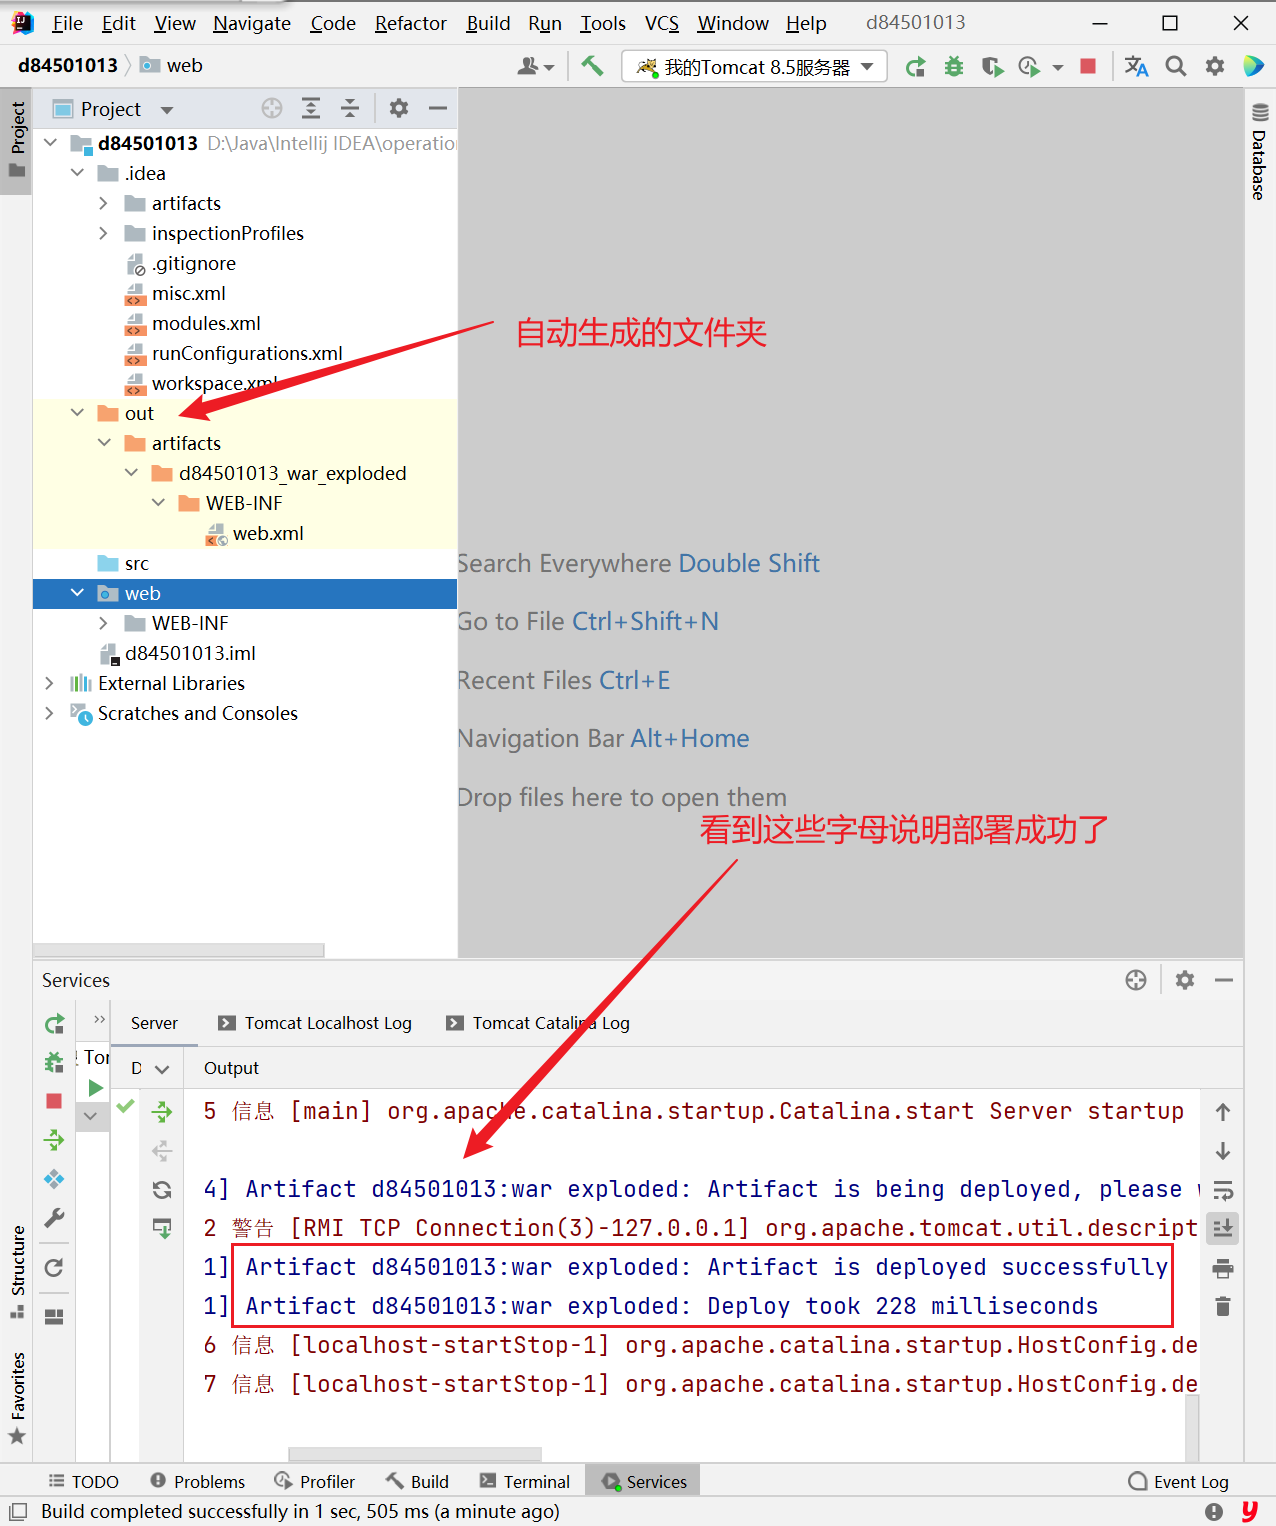 File Edit View Navigate Code Refactor Build Run Tools VCS Window Help d84501013
d84501013 web 我的Tomcat 8.5服务器
Project
Project
Database
d84501013 D:\Java\Intellij IDEA\operatio
.idea
artifacts
inspectionProfiles
.gitignore
misc.xml
modules.xml
runConfigurations.xml
workspace.xml
自动生成的文件夹
out
artifacts
d84501013_war_exploded
WEB-INF
web.xml
src
web
WEB-INF
d84501013.iml
External Libraries
Scratches and Consoles
Search Everywhere Double Shift
Go to File Ctrl+Shift+N
Recent Files Ctrl+E
Navigation Bar Alt+Home
Drop files here to open them
看到这些字母说明部署成功了
Services
Server Tomcat Localhost Log Tomcat Catalina Log
Tor
D Output
5 信息 [main] org.apache.catalina.startup.Catalina.start Server startup
4] Artifact d84501013:war exploded: Artifact is being deployed, please w
2 警告 [RMI TCP Connection(3)-127.0.0.1] org.apache.tomcat.util.descript
1] Artifact d84501013:war exploded: Artifact is deployed successfully
1] Artifact d84501013:war exploded: Deploy took 228 milliseconds
6 信息 [localhost-startStop-1] org.apache.catalina.startup.HostConfig.de
7 信息 [localhost-startStop-1] org.apache.catalina.startup.HostConfig.de
Structure
Favorites
TODO Problems Profiler Build Terminal Services Event Log
Build completed successfully in 1 sec, 505 ms (a minute ago)